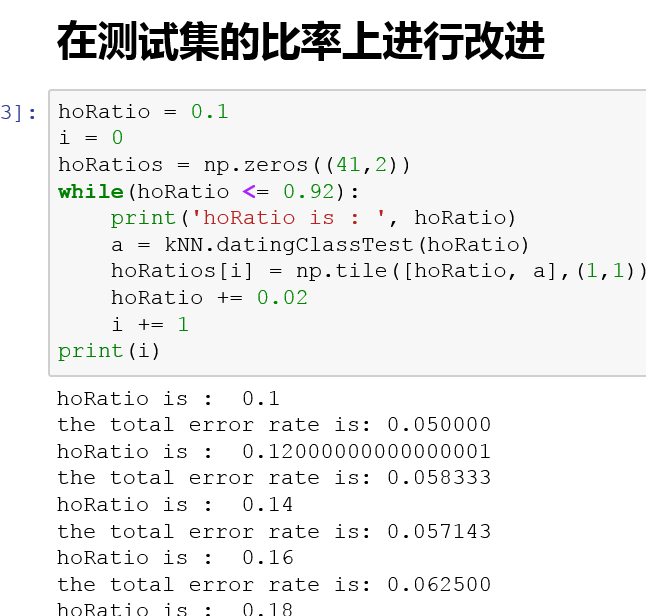 在测试集的比率上进行改进
3]:
hoRatio = 0.1
i = 0
hoRatios = np.zeros((41,2))
while(hoRatio <= 0.92):
    print('hoRatio is : ', hoRatio)
    a = kNN.datingClassTest(hoRatio)
    hoRatios[i] = np.tile([hoRatio, a],(1,1))
    hoRatio += 0.02
    i += 1
print(i)
hoRatio is :  0.1
the total error rate is: 0.050000
hoRatio is :  0.12000000000000001
the total error rate is: 0.058333
hoRatio is :  0.14
the total error rate is: 0.057143
hoRatio is :  0.16
the total error rate is: 0.062500
hoRatio is :  0.18